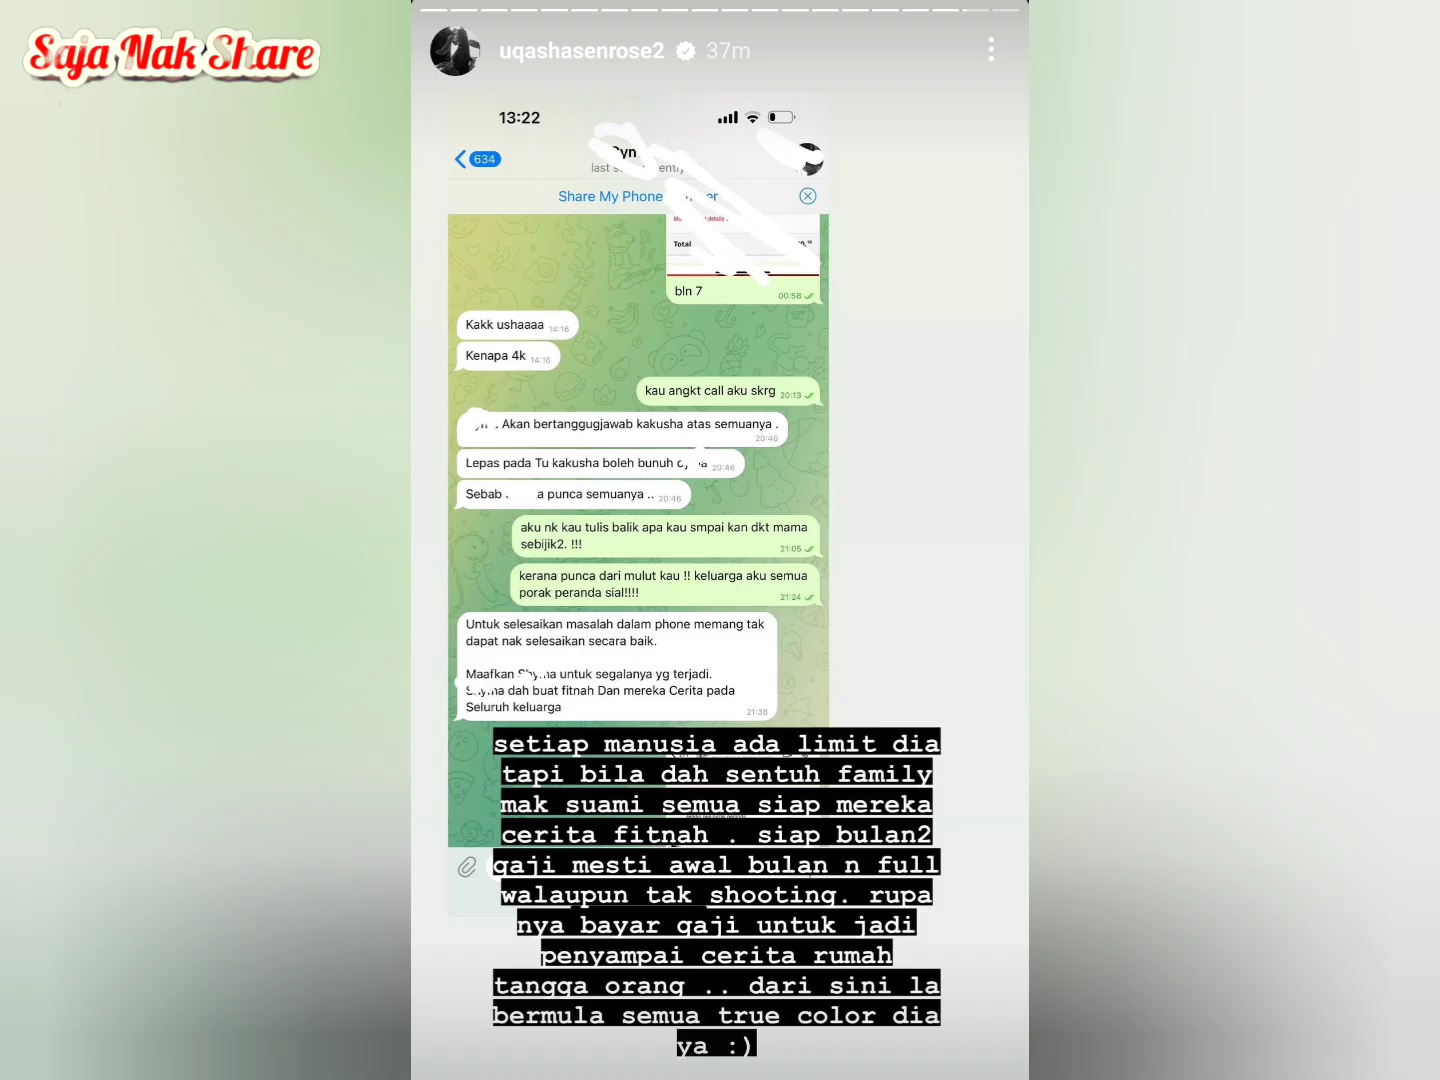 Saja Nak Share
uqashasenrose2 37m
13:22
634
Share My Phone
Total
bln 7
00:58
Kakk ushaaaa 14:16
Kenapa 4k 14:16
kau angkt call aku skrg 20:13
Akan bertanggugjawab kakusha atas semuanya .
20:46
Lepas pada Tu kakusha boleh bunuh 20:46
Sebab punca semuanya .. 20:46
aku nk kau tulis balik apa kau smpai kan dkt mama
sebijik2. !!!
21:05
kerana punca dari mulut kau !! keluarga aku semua
porak peranda sial!!!!
21:24
Untuk selesaikan masalah dalam phone memang tak
dapat nak selesaikan secara baik.
Maafkan untuk segalanya yg terjadi.
dah buat fitnah Dan mereka Cerita pada
Seluruh keluarga
21:38
setiap manusia ada limit dia
tapi bila dah sentuh family
mak suami semua siap mereka
cerita fitnah . siap bulan2
gaji mesti awal bulan n full
walaupun tak shooting. rupa
nya bayar gaji untuk jadi
penyampai cerita rumah
tangga orang .. dari sini la
bermula semua true color dia
ya :)